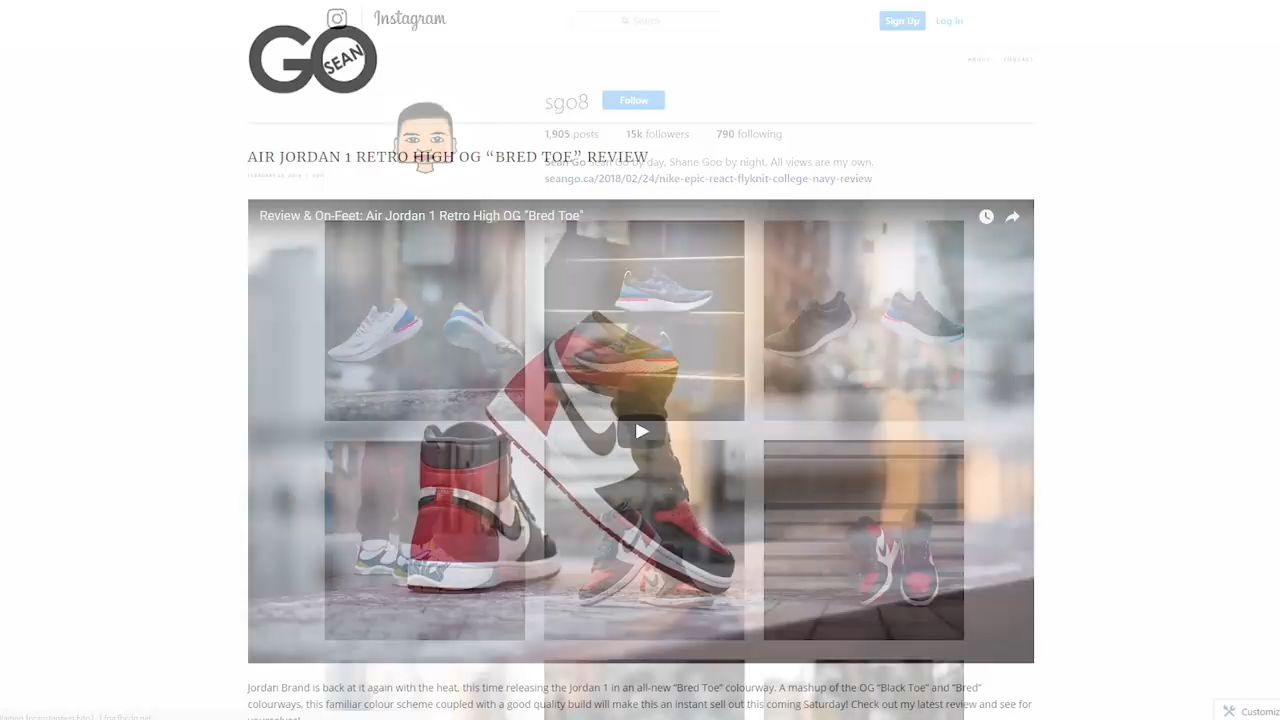 Instagram
Search
Sign Up
Log In
GO
SEAN
ABOUT
CONTACT
sgo8
Follow
1,905 posts
15k followers
790 following
AIR JORDAN 1 RETRO HIGH OG “BRED TOE” REVIEW
Sean Go Sean Go by day, Shane Goo by night. All views are my own.
seango.ca/2018/02/24/nike-epic-react-flyknit-college-navy-review
Review & On-Feet: Air Jordan 1 Retro High OG "Bred Toe"
Jordan Brand is back at it again with the heat, this time releasing the Jordan 1 in an all-new “Bred Toe” colourway. A mashup of the OG “Black Toe” and “Bred”
colourways, this familiar colour scheme coupled with a good quality build will make this an instant sell out this coming Saturday! Check out my latest review and see for
yourselves!
Customiz